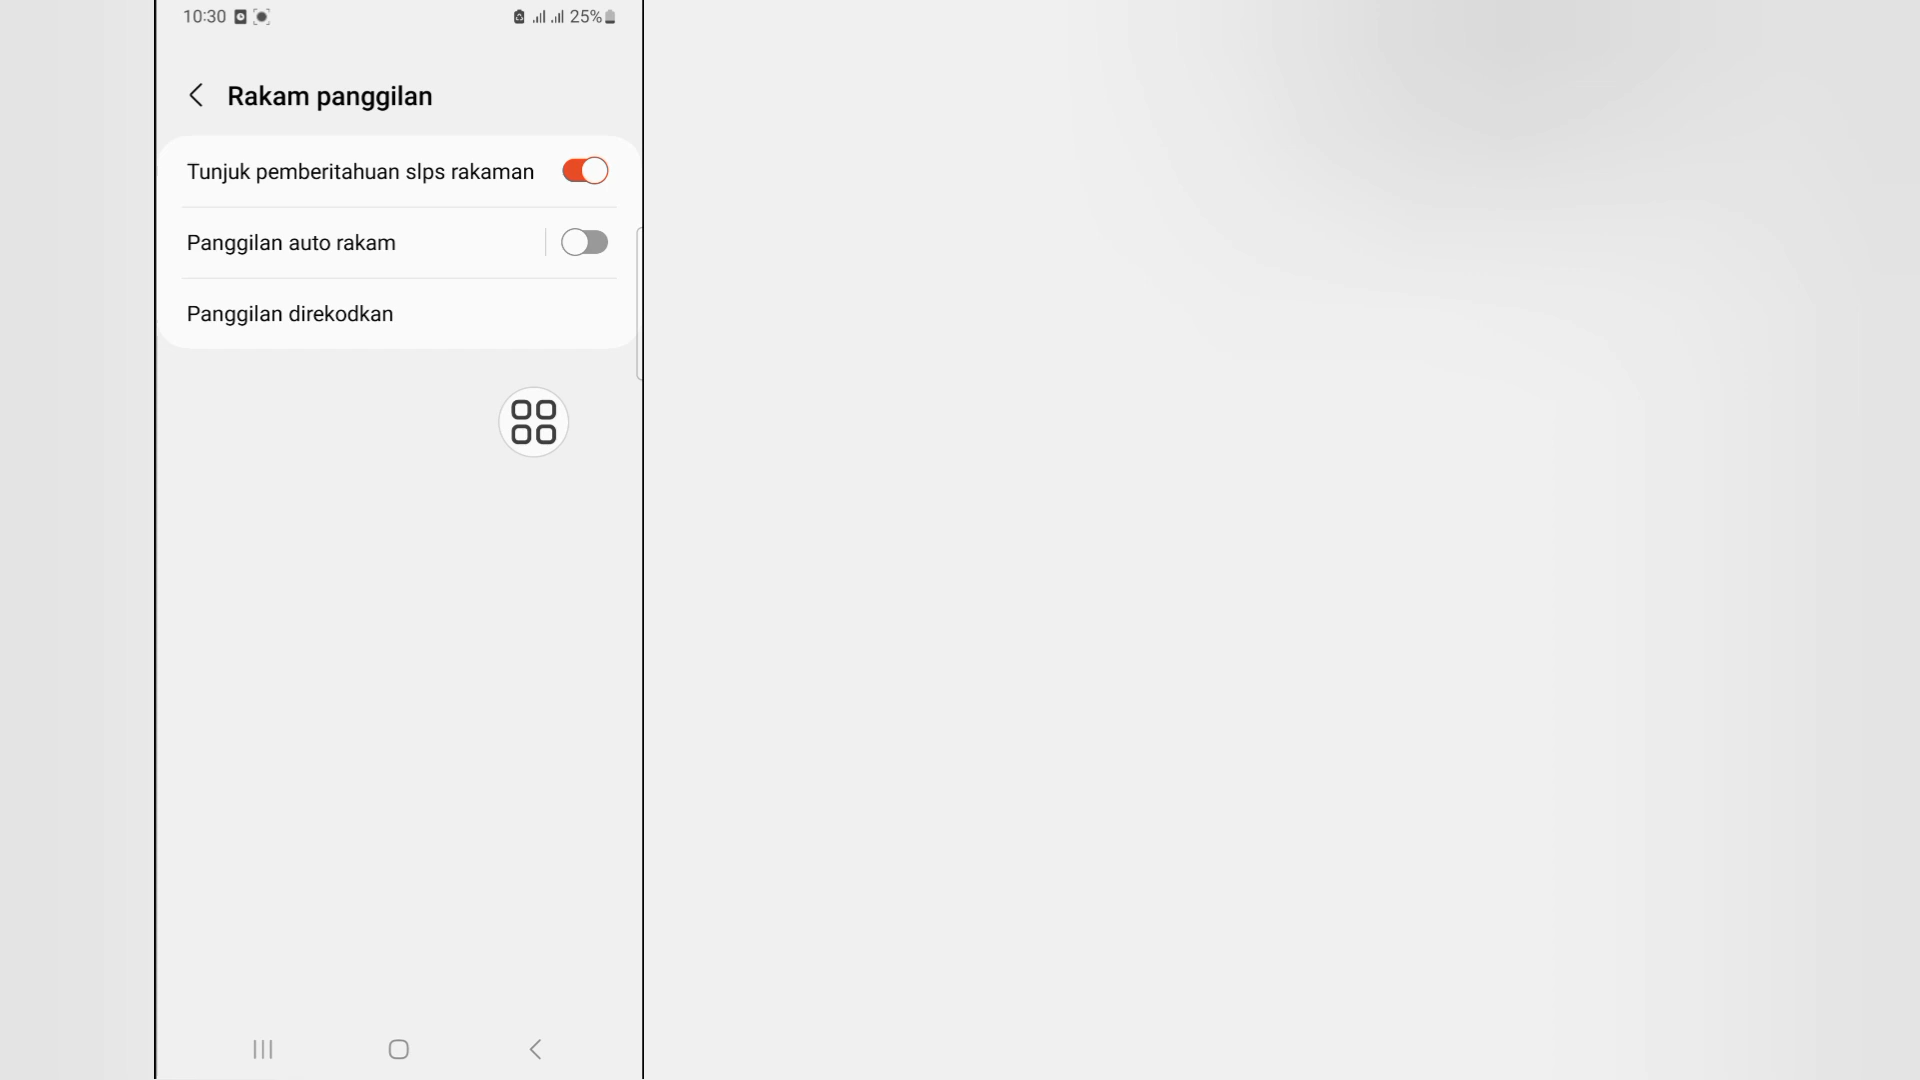 10:30
25%
Rakam panggilan
Tunjuk pemberitahuan slps rakaman
Panggilan auto rakam
Panggilan direkodkan